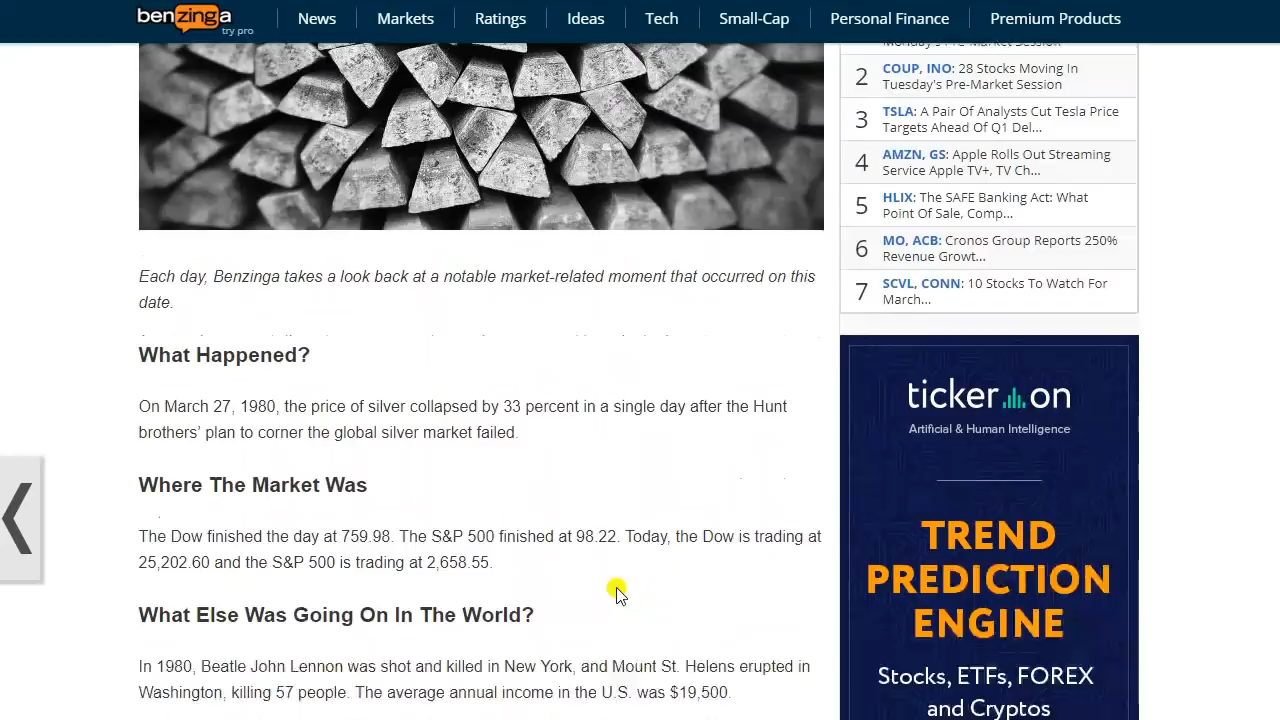 benzinga
try pro
News
Markets
Ratings
Ideas
Tech
Small-Cap
Personal Finance
Premium Products
Each day, Benzinga takes a look back at a notable market-related moment that occurred on this
date.
What Happened?
On March 27, 1980, the price of silver collapsed by 33 percent in a single day after the Hunt
brothers’ plan to corner the global silver market failed.
Where The Market Was
The Dow finished the day at 759.98. The S&P 500 finished at 98.22. Today, the Dow is trading at
25,202.60 and the S&P 500 is trading at 2,658.55.
What Else Was Going On In The World?
In 1980, Beatle John Lennon was shot and killed in New York, and Mount St. Helens erupted in
Washington, killing 57 people. The average annual income in the U.S. was $19,500.
Monday's Pre-Market Session
2
COUP, INO: 28 Stocks Moving In
Tuesday's Pre-Market Session
3
TSLA: A Pair Of Analysts Cut Tesla Price
Targets Ahead Of Q1 Del...
4
AMZN, GS: Apple Rolls Out Streaming
Service Apple TV+, TV Ch...
5
HLIX: The SAFE Banking Act: What
Point Of Sale, Comp...
6
MO, ACB: Cronos Group Reports 250%
Revenue Growt...
7
SCVL, CONN: 10 Stocks To Watch For
March...
tickeron
Artificial & Human Intelligence
TREND
PREDICTION
ENGINE
Stocks, ETFs, FOREX
and Cryptos